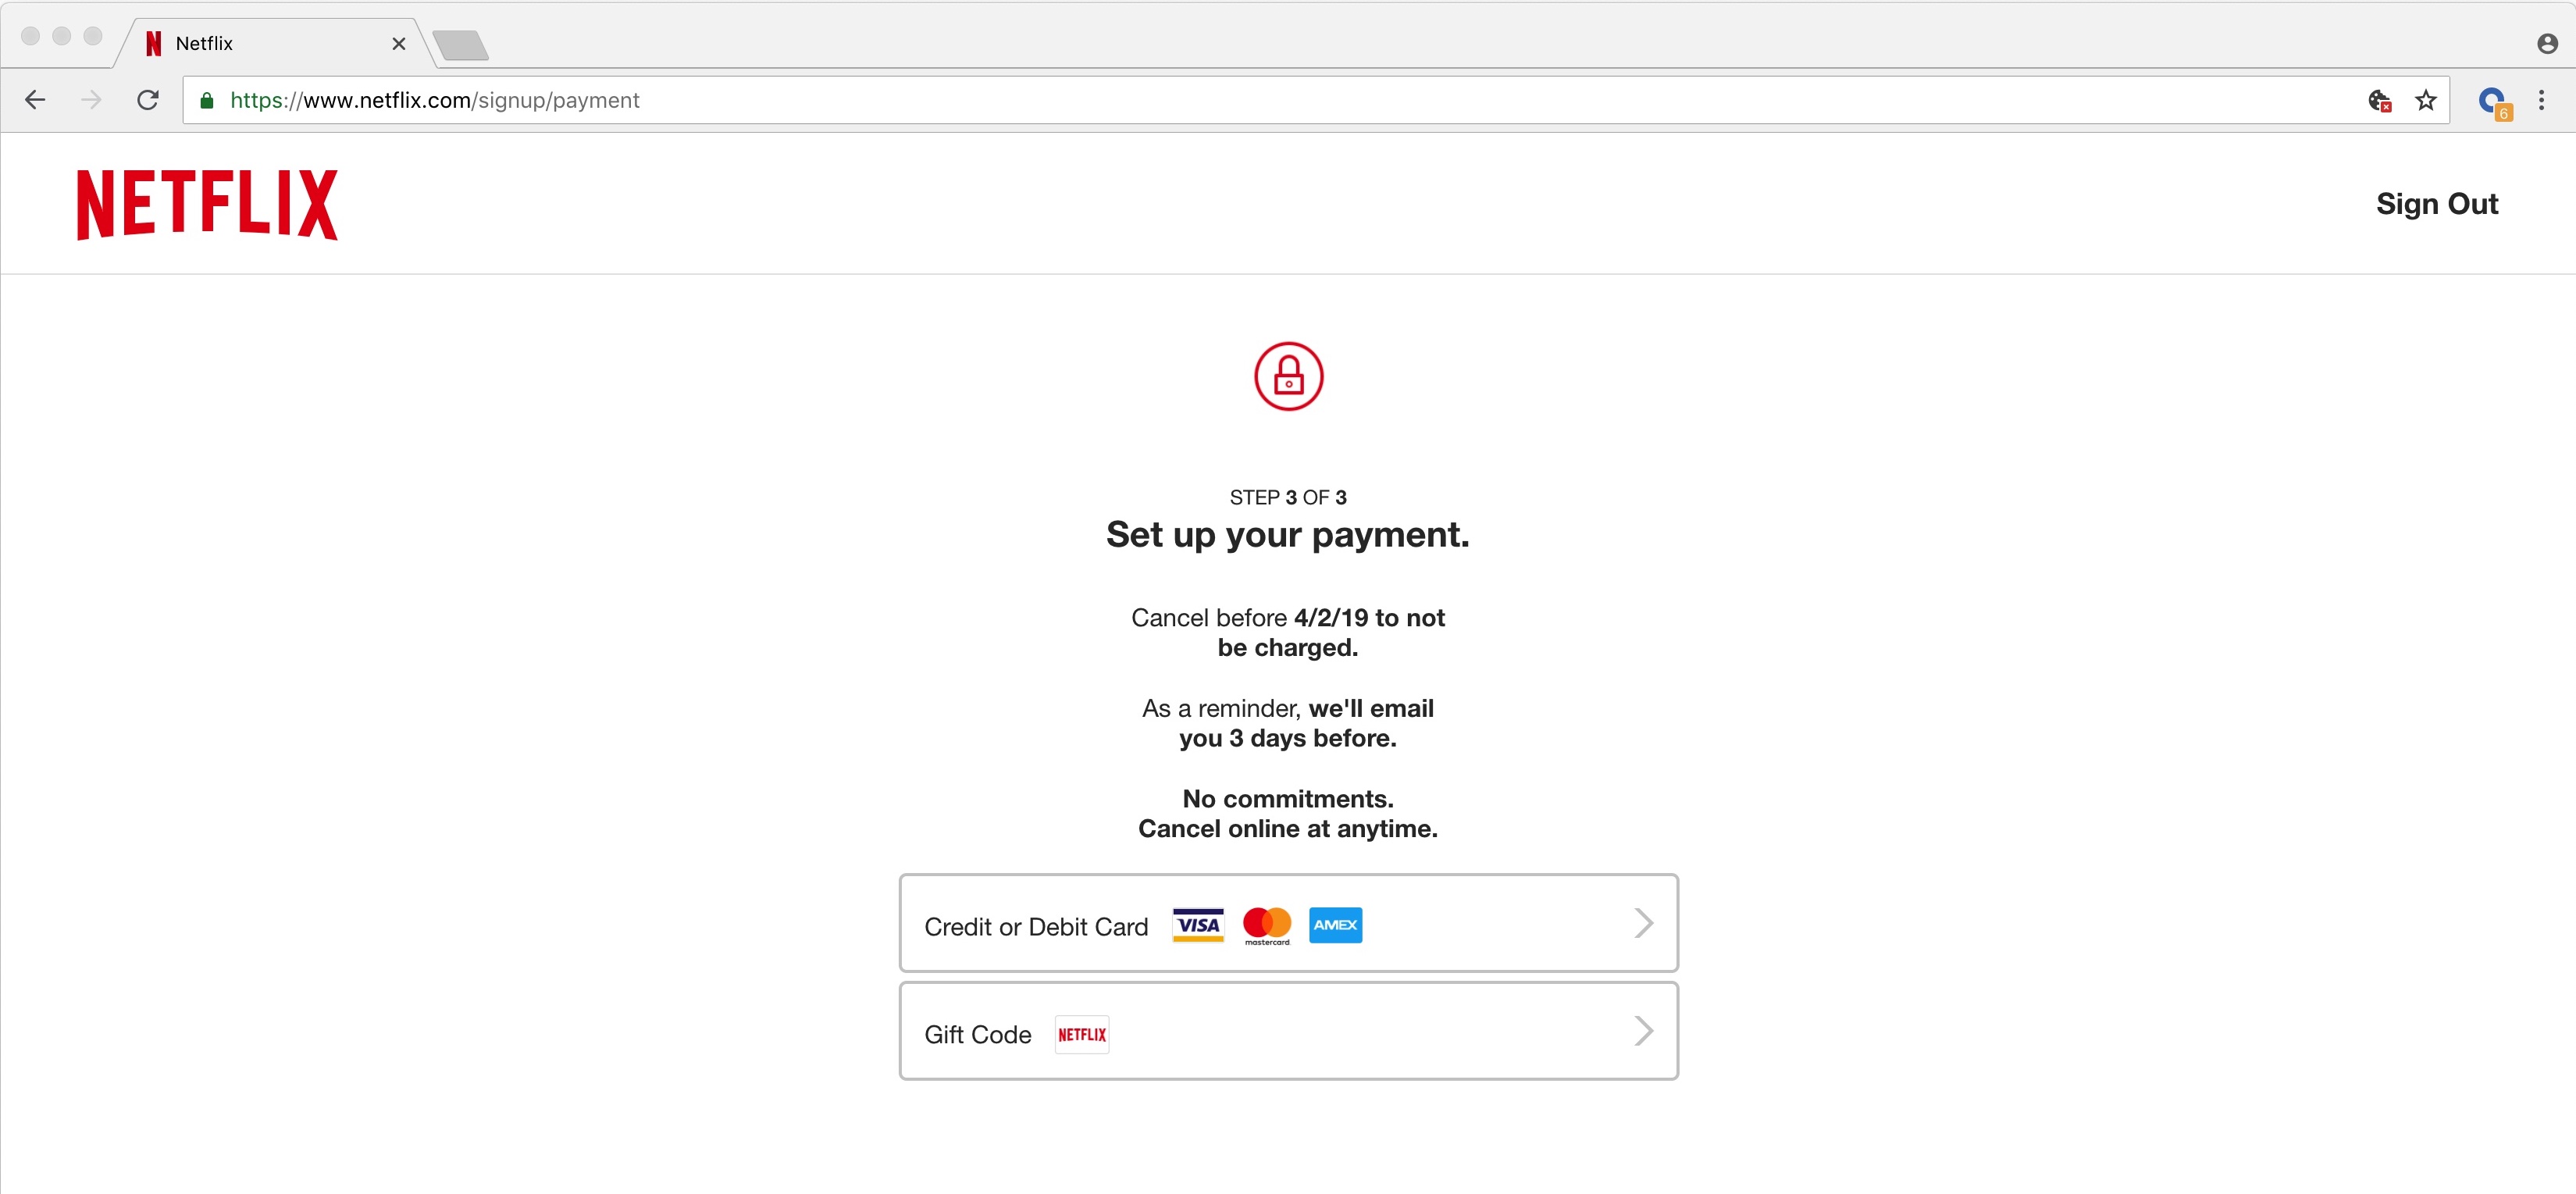 Netflix
https://www.netflix.com/signup/payment
6
NETFLIX
Sign Out
STEP 3 OF 3
Set up your payment.
Cancel before 4/2/19 to not
be charged.
As a reminder, we'll email
you 3 days before.
No commitments.
Cancel online at anytime.
Credit or Debit Card VISA mastercard AMEX
Gift Code NETFLIX